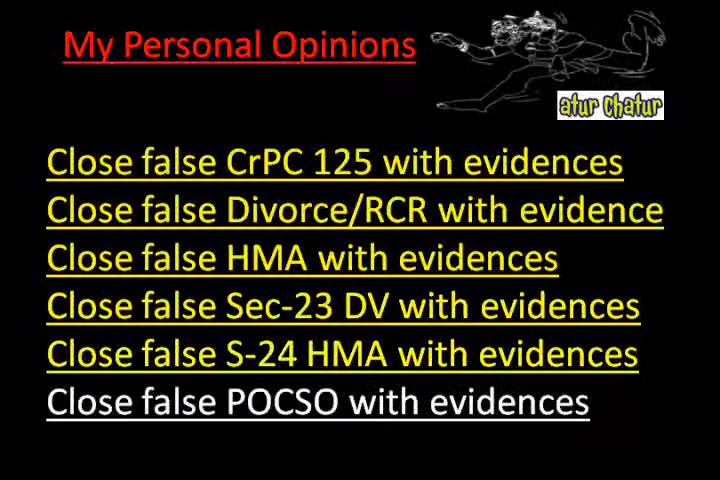 My Personal Opinions
atur Chatur
Close false CrPC 125 with evidences
Close false Divorce/RCR with evidence
Close false HMA with evidences
Close false Sec-23 DV with evidences
Close false S-24 HMA with evidences
Close false POCSO with evidences